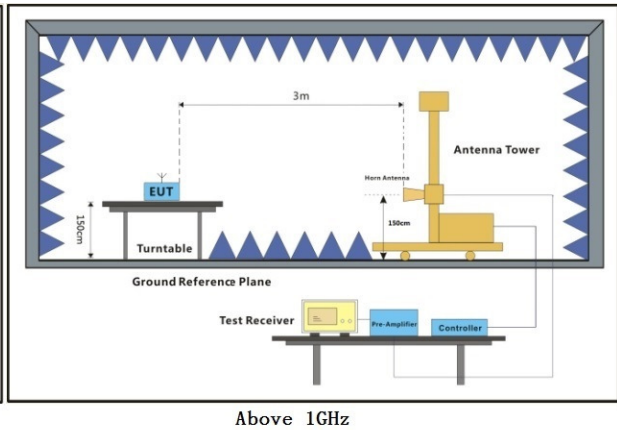 3m
Antenna Tower
Horn Antenna
EUT
150cm
150cm
Turntable
Ground Reference Plane
Test Receiver
Pre-Amplifier
Controller
Above 1GHz